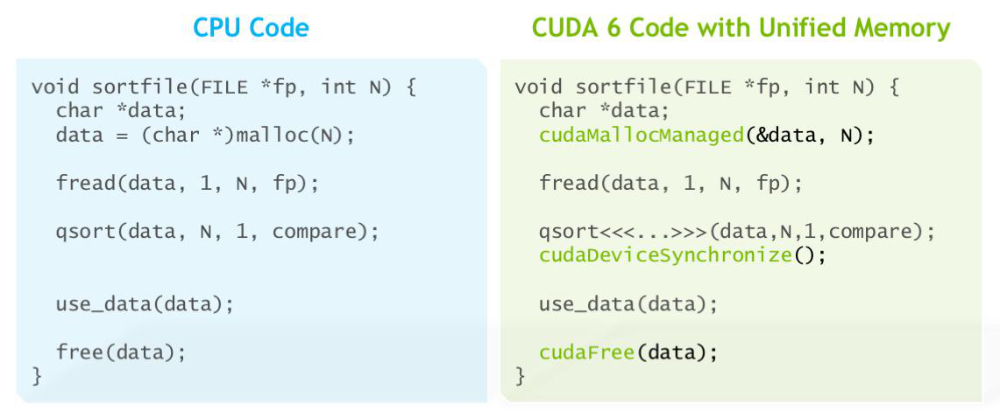 CPU Code
void sortfile(FILE *fp, int N) {
  char *data;
  data = (char *)malloc(N);
  fread(data, 1, N, fp);
  qsort(data, N, 1, compare);
  use_data(data);
  free(data);
}
CUDA 6 Code with Unified Memory
void sortfile(FILE *fp, int N) {
  char *data;
  cudaMallocManaged(&data, N);
  fread(data, 1, N, fp);
  qsort<<<...>>>(data,N,1,compare);
  cudaDeviceSynchronize();
  use_data(data);
  cudaFree(data);
}